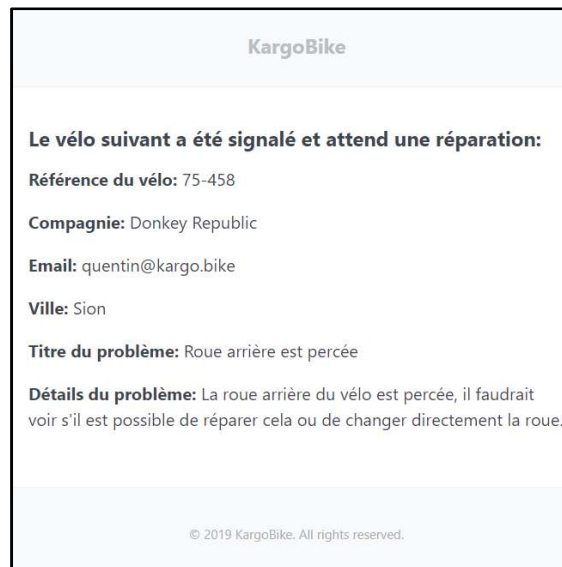 KargoBike
Le vélo suivant a été signalé et attend une réparation:
Référence du vélo: 75-458
Compagnie: Donkey Republic
Email: quentin@kargo.bike
Ville: Sion
Titre du problème: Roue arrière est percée
Détails du problème: La roue arrière du vélo est percée, il faudrait
voir s'il est possible de réparer cela ou de changer directement la roue.
© 2019 KargoBike. All rights reserved.